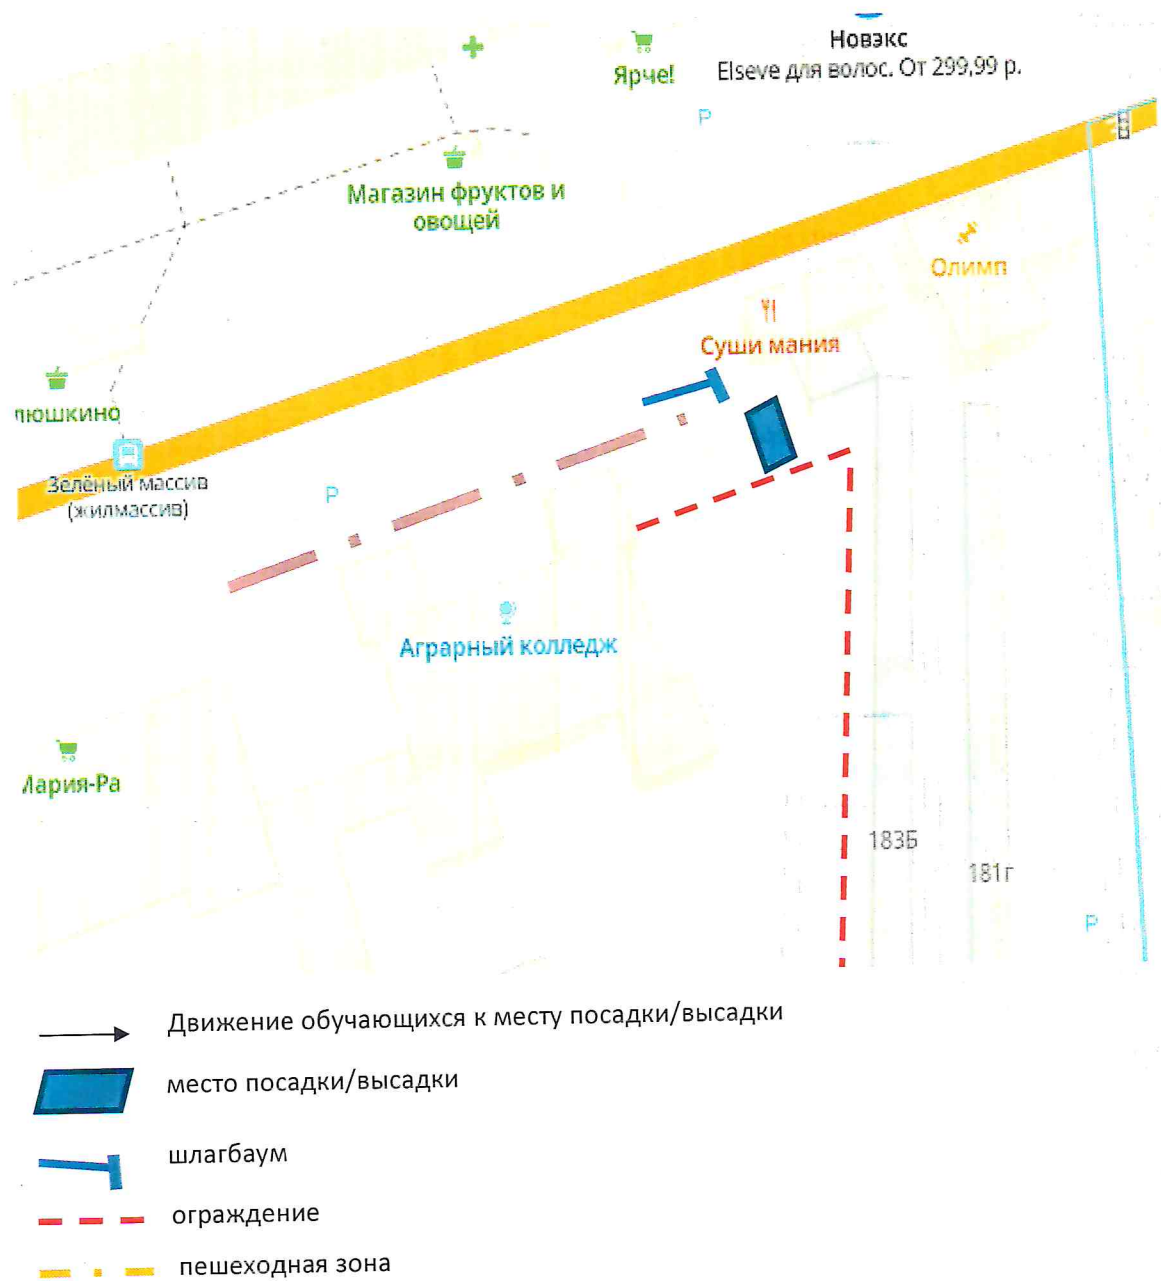 Новэкс
Elseve для волос. От 299,99 р.
Ярче!
P
Магазин фруктов и
овощей
Олимп
Суши мания
люшкино
Зелёный массив
(жилмассив)
P
Аграрный колледж
Мария-Ра
183Б
181г
P
Движение обучающихся к месту посадки/высадки
место посадки/высадки
шлагбаум
ограждение
пешеходная зона